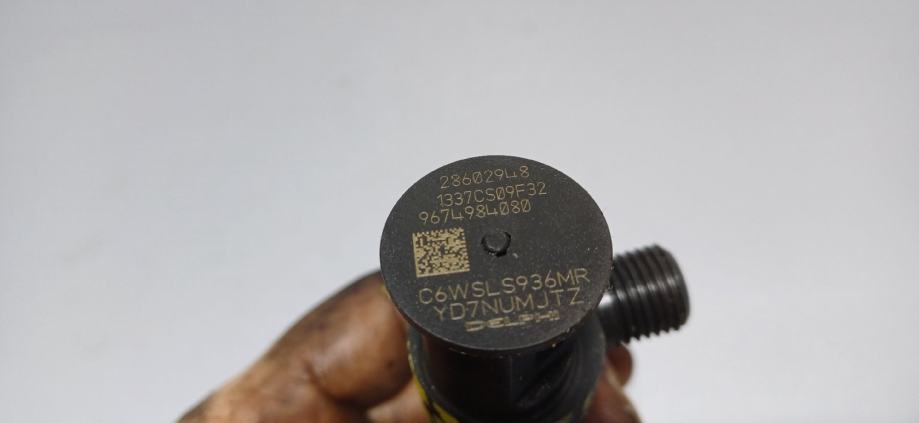 28602948
1337CS09F32
9674984080
C6WSLS936MR
YD7NUMJTZ
DELPHI